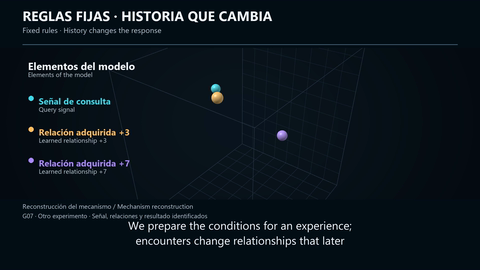 REGLAS FIJAS · HISTORIA QUE CAMBIA
Fixed rules · History changes the response
Elementos del modelo
Elements of the model
Señal de consulta
Query signal
Relación adquirida +3
Learned relationship +3
Relación adquirida +7
Learned relationship +7
Reconstrucción del mecanismo / Mechanism reconstruction
G07 · Otro experimento · Señal, relaciones y resultado identificados
We prepare the conditions for an experience;
encounters change relationships that later